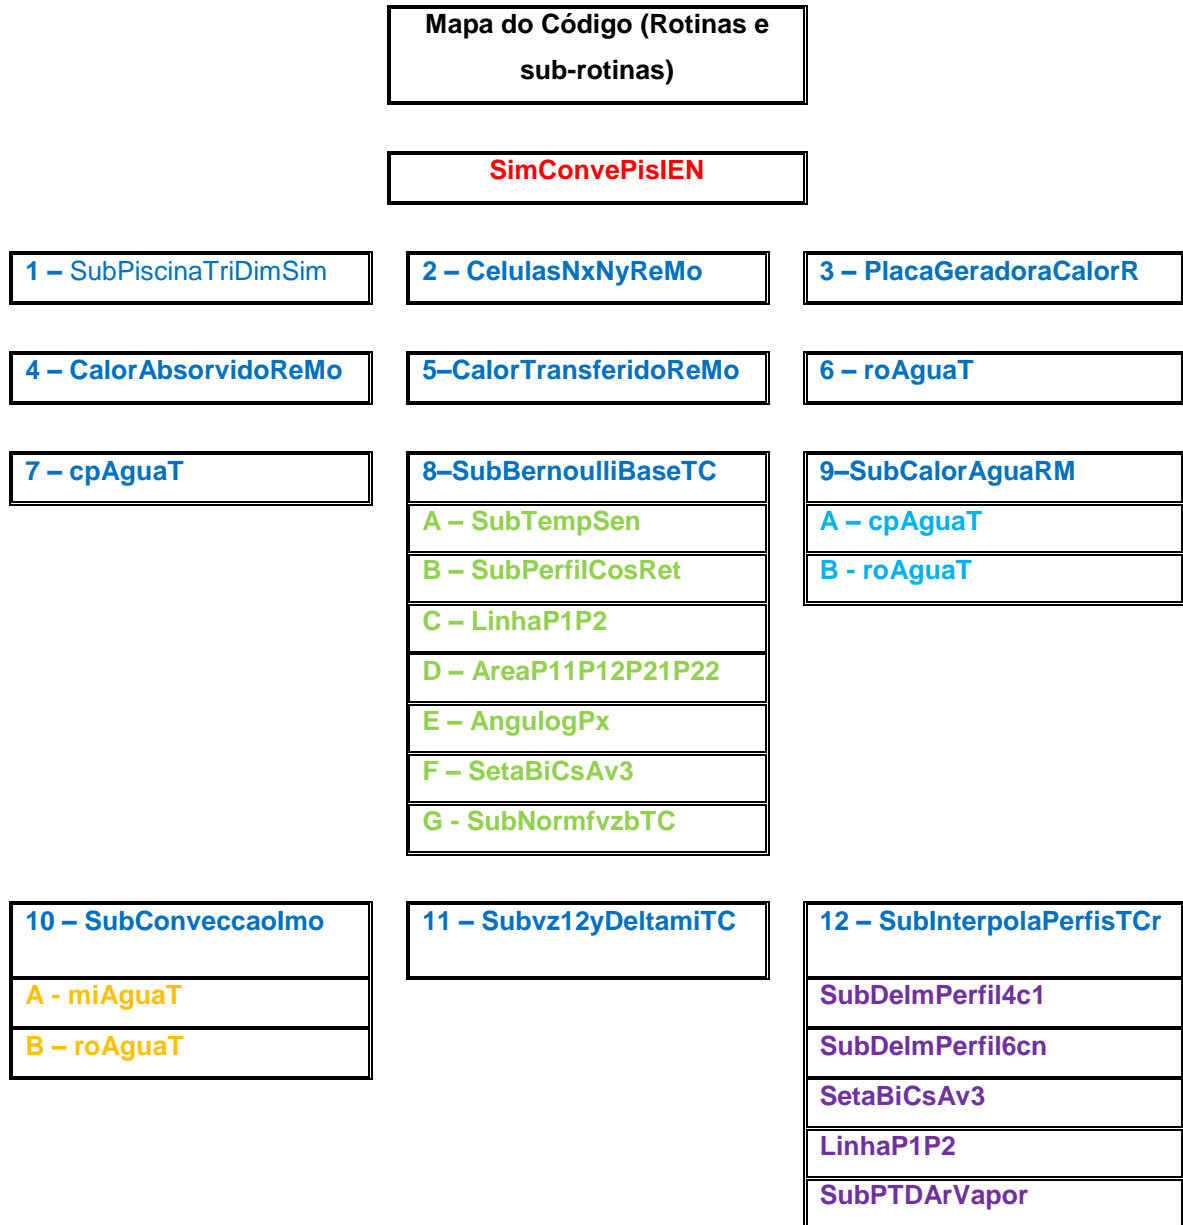 Mapa do Código (Rotinas e
sub-rotinas)
SimConvePisIEN
1 – SubPiscinaTriDimSim
2 – CelulasNxNyReMo
3 – PlacaGeradoraCalorR
4 – CalorAbsorvidoReMo
5–CalorTransferidoReMo
6 – roAguaT
7 – cpAguaT
8–SubBernoulliBaseTC
A – SubTempSen
B – SubPerfilCosRet
C – LinhaP1P2
D – AreaP11P12P21P22
E – AngulogPx
F – SetaBiCsAv3
G - SubNormfvzbTC
9–SubCalorAguaRM
A – cpAguaT
B - roAguaT
10 – SubConveccaoImo
A - miAguaT
B – roAguaT
11 – Subvz12yDeltamiTC
12 – SubInterpolaPerfisTCr
SubDelmPerfil4c1
SubDelmPerfil6cn
SetaBiCsAv3
LinhaP1P2
SubPTDArVapor